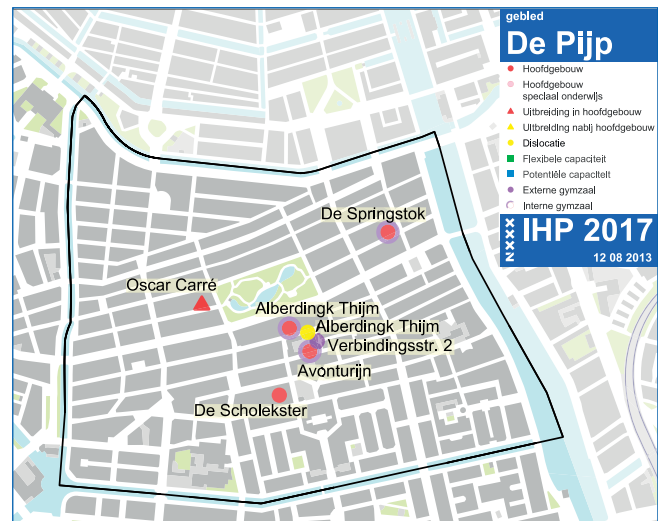 gebied
De Pijp
Hoofdgebouw
Hoofdgebouw
speciaal onderwijs
Uitbreiding in hoofdgebouw
Uitbreiding nabij hoofdgebouw
Dislocatie
Flexibele capaciteit
Potentiële capaciteit
Externe gymzaal
Interne gymzaal
IHP 2017
12 08 2013
N
De Springstok
Oscar Carré
Alberdingk Thijm
Alberdingk Thijm
Verbindingsstr. 2
Avonturijn
De Scholekster